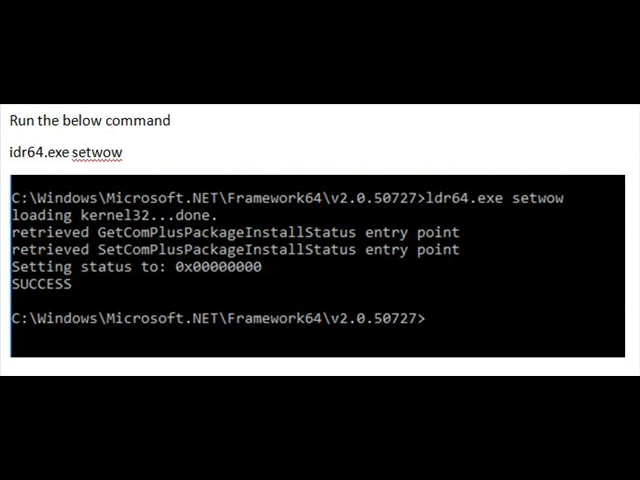 Run the below command
idr64.exe setwow
C:\Windows\Microsoft.NET\Framework64\v2.0.50727>ldr64.exe setwow
loading kernel32...done.
retrieved GetComPlusPackageInstallStatus entry point
retrieved SetComPlusPackageInstallStatus entry point
Setting status to: 0x00000000
SUCCESS
C:\Windows\Microsoft.NET\Framework64\v2.0.50727>